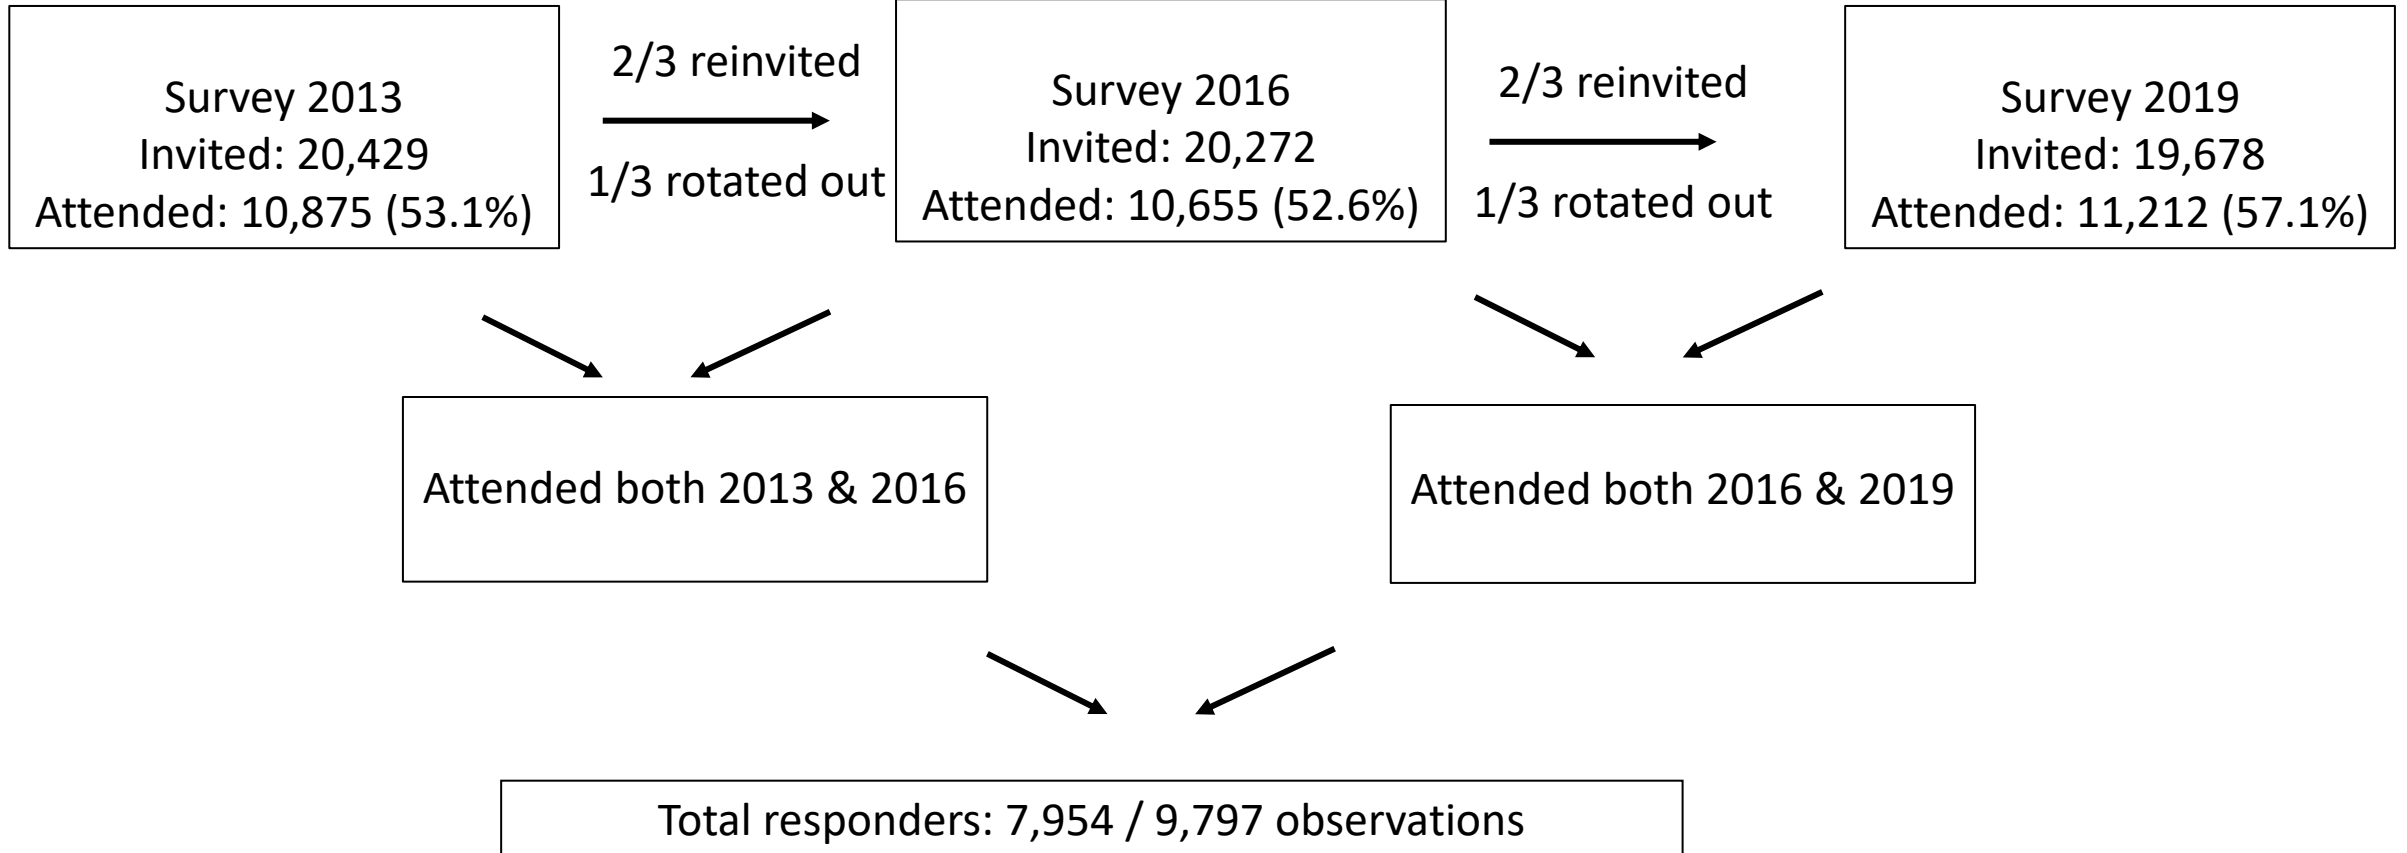 Survey 2013
Invited: 20,429
Attended: 10,875 (53.1%)
2/3 reinvited
1/3 rotated out
Survey 2016
Invited: 20,272
Attended: 10,655 (52.6%)
2/3 reinvited
1/3 rotated out
Survey 2019
Invited: 19,678
Attended: 11,212 (57.1%)
Attended both 2013 & 2016
Attended both 2016 & 2019
Total responders: 7,954 / 9,797 observations